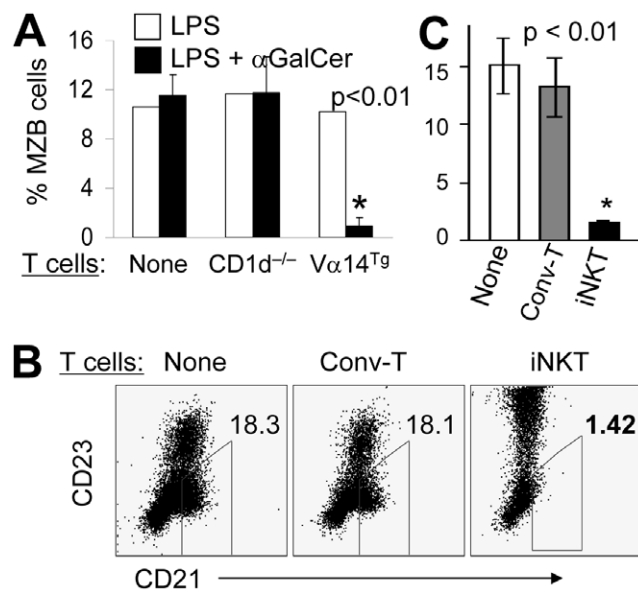 A
LPS
LPS + αGalCer
% MZB cells
16
12
8
4
0
p<0.01
*
T cells: None CD1d–/– Vα14Tg
C
p < 0.01
15
10
5
0
*
None
Conv-T
iNKT
B
T cells: None Conv-T iNKT
18.3
18.1
1.42
CD23
CD21